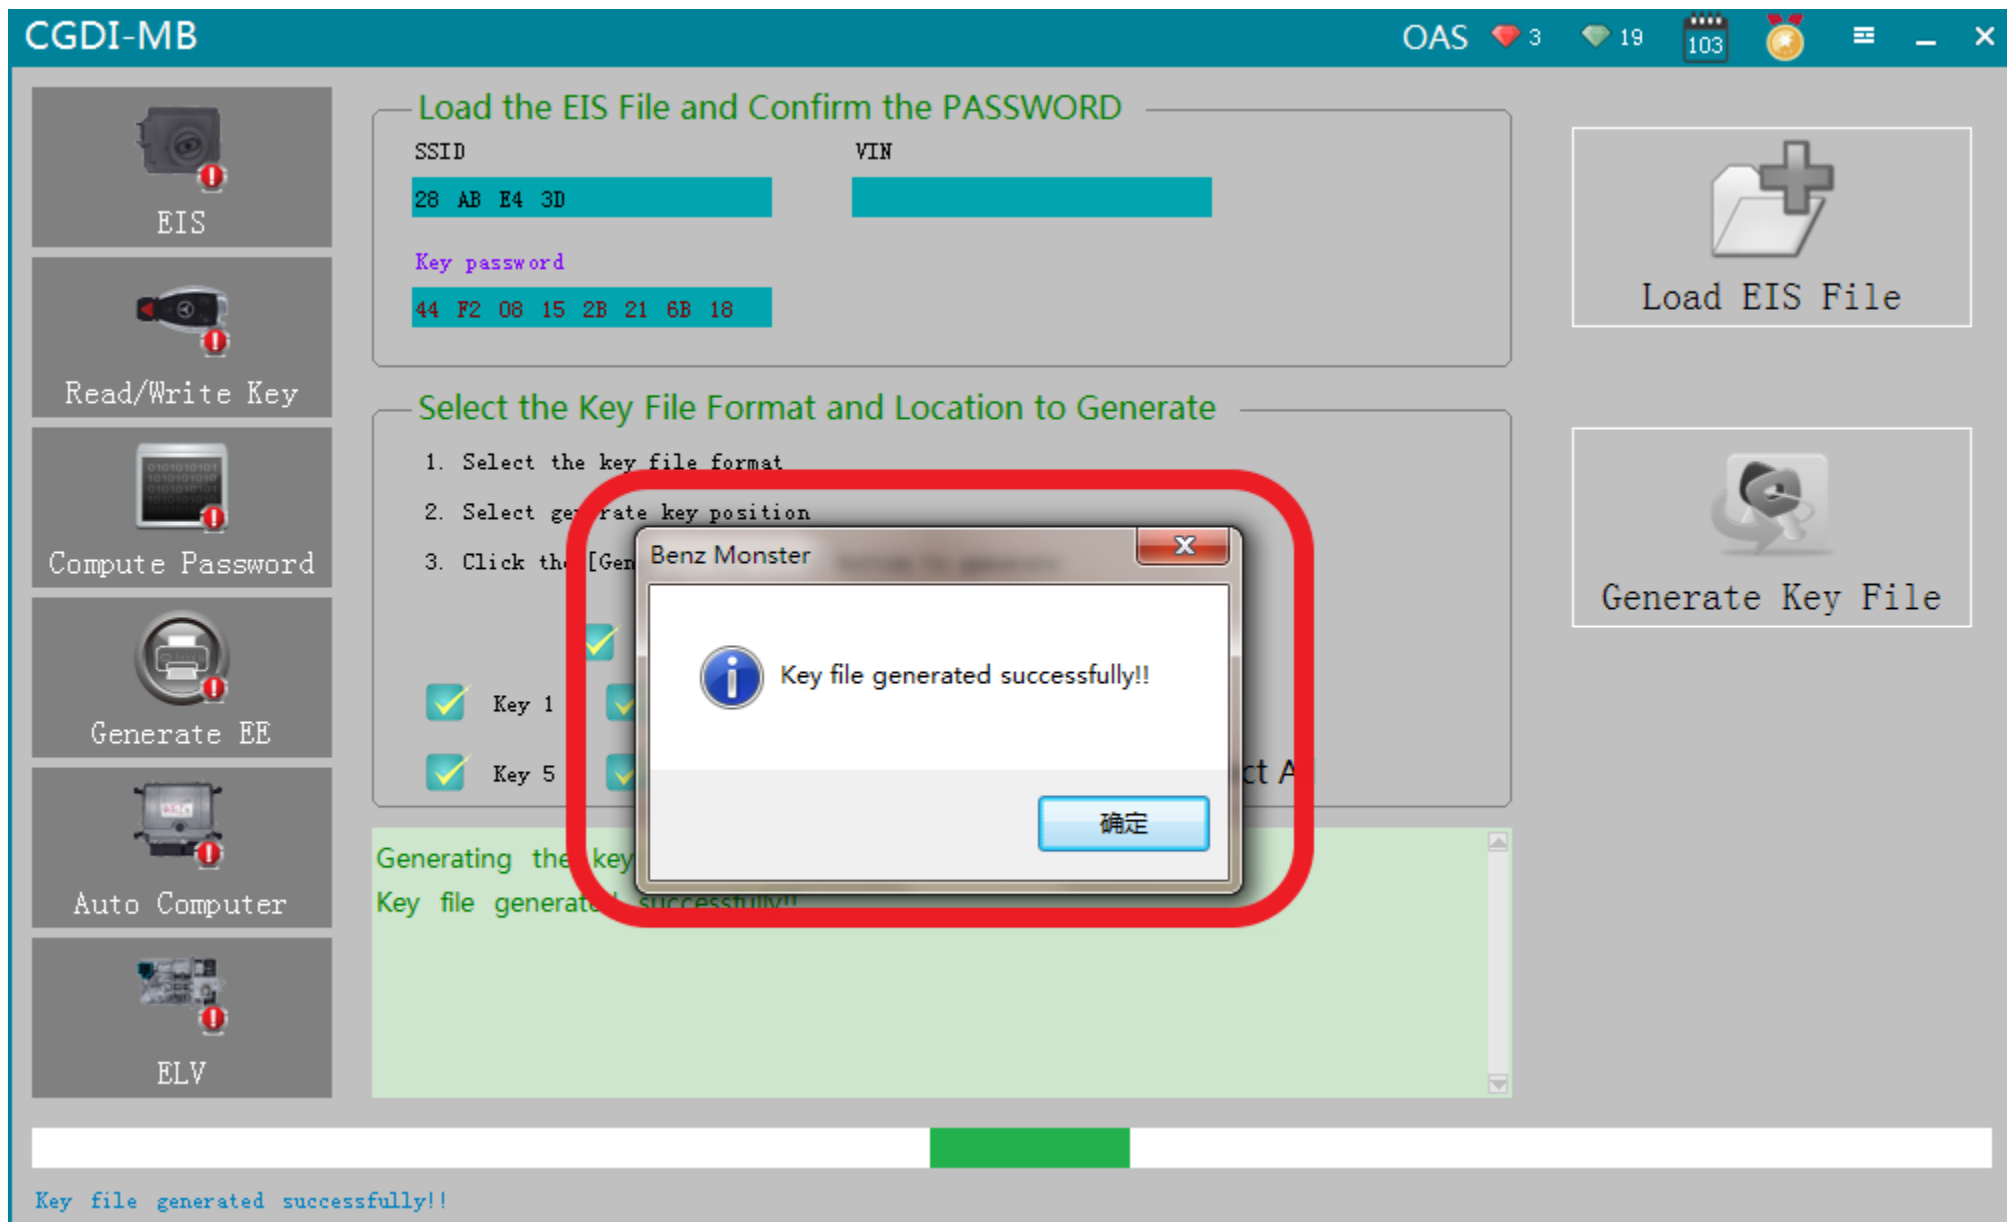 CGDI-MB
OAS 3 19 103
EIS
Read/Write Key
Compute Password
Generate EE
Auto Computer
ELV
Load the EIS File and Confirm the PASSWORD
SSID VIN
28 AB E4 3D
Key password
44 F2 08 15 2B 21 6B 18
Load EIS File
Select the Key File Format and Location to Generate
1. Select the key file format
2. Select generate key position
3. Click the [Gen
Generate Key File
Key 1
Key 5
Benz Monster
Key file generated successfully!!
确定
Generating the key
Key file generated successfully!!
Key file generated successfully!!